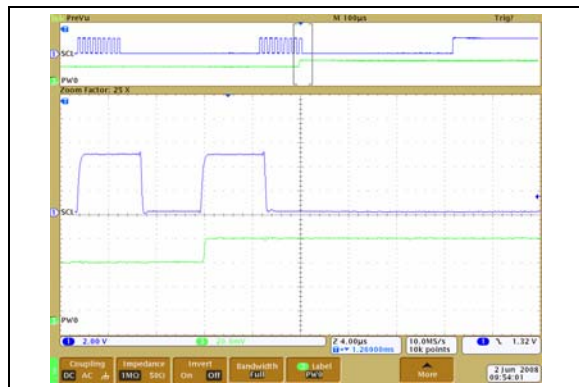 PreVu M 100µs Trig?
SCL
PW0
Zoom Factor: 25 X
SCL
PW0
1 2.00 V 20.0mV Z 4.00µs 10.0MS/s 10k points 1 1.32 V
Coupling Impedance Invert Bandwidth Label More
DC AC 1MΩ 50Ω On Off Full PW0
2 Jun 2008
09:54:01